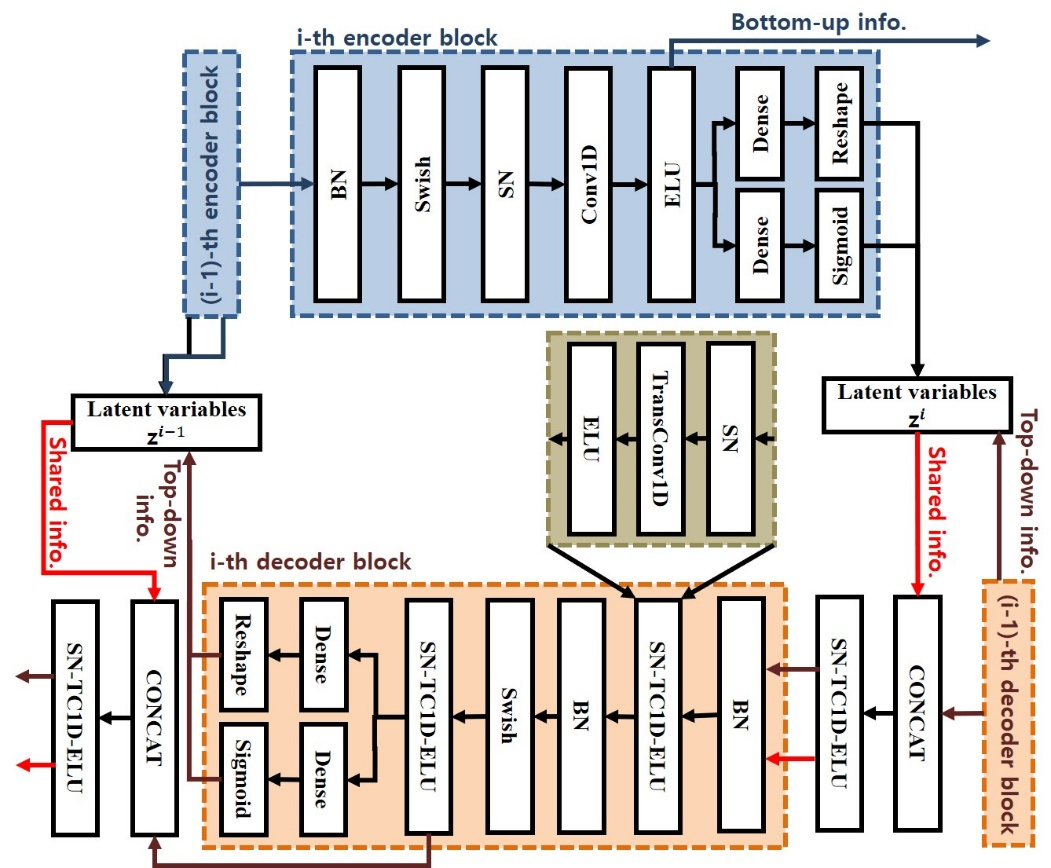 Bottom-up info.
i-th encoder block
(i-1)-th encoder block
BN
Swish
SN
Conv1D
ELU
Dense
Reshape
Dense
Sigmoid
Latent variables
z^{i-1}
Latent variables
z^i
ELU
TransConv1D
SN
Shared info.
Top-down
info.
Shared info.
Top-down info.
i-th decoder block
SN-TC1D-ELU
CONCAT
Reshape
Dense
Sigmoid
Dense
SN-TC1D-ELU
Swish
BN
SN-TC1D-ELU
BN
SN-TC1D-ELU
CONCAT
(i-1)-th decoder block